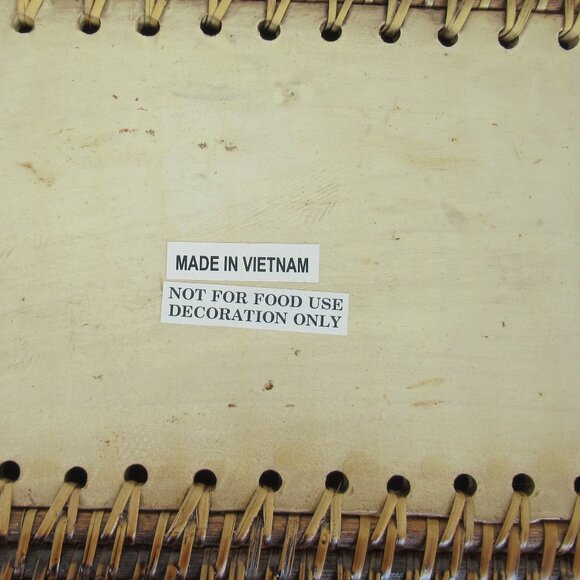 MADE IN VIETNAM
NOT FOR FOOD USE
DECORATION ONLY